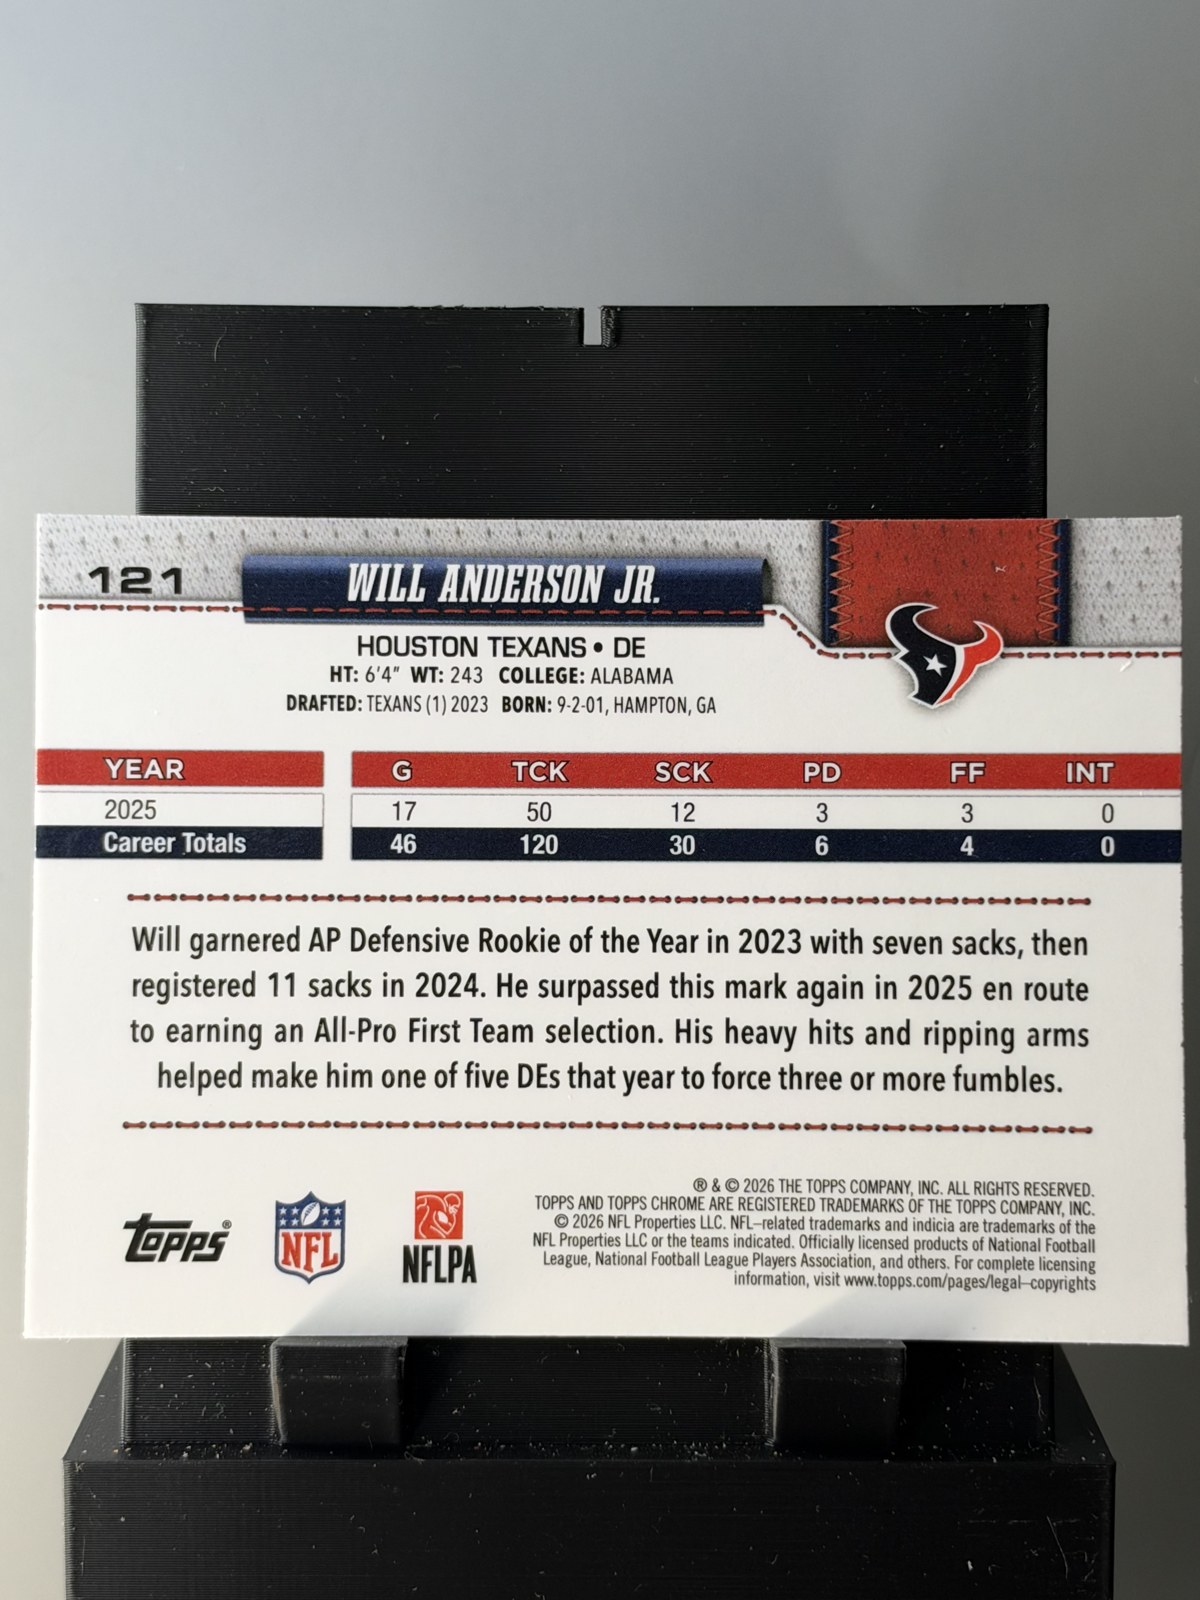 121
WILL ANDERSON JR.
HOUSTON TEXANS • DE
HT: 6'4" WT: 243 COLLEGE: ALABAMA
DRAFTED: TEXANS (1) 2023 BORN: 9-2-01, HAMPTON, GA
YEAR G TCK SCK PD FF INT
2025 17 50 12 3 3 0
Career Totals 46 120 30 6 4 0
Will garnered AP Defensive Rookie of the Year in 2023 with seven sacks, then
registered 11 sacks in 2024. He surpassed this mark again in 2025 en route
to earning an All-Pro First Team selection. His heavy hits and ripping arms
helped make him one of five DEs that year to force three or more fumbles.
® & © 2026 THE TOPPS COMPANY, INC. ALL RIGHTS RESERVED.
TOPPS AND TOPPS CHROME ARE REGISTERED TRADEMARKS OF THE TOPPS COMPANY, INC.
© 2026 NFL Properties LLC. NFL–related trademarks and indicia are trademarks of the
NFL Properties LLC or the teams indicated. Officially licensed products of National Football
League, National Football League Players Association, and others. For complete licensing
information, visit www.topps.com/pages/legal–copyrights
TOPPS®
NFL
NFLPA